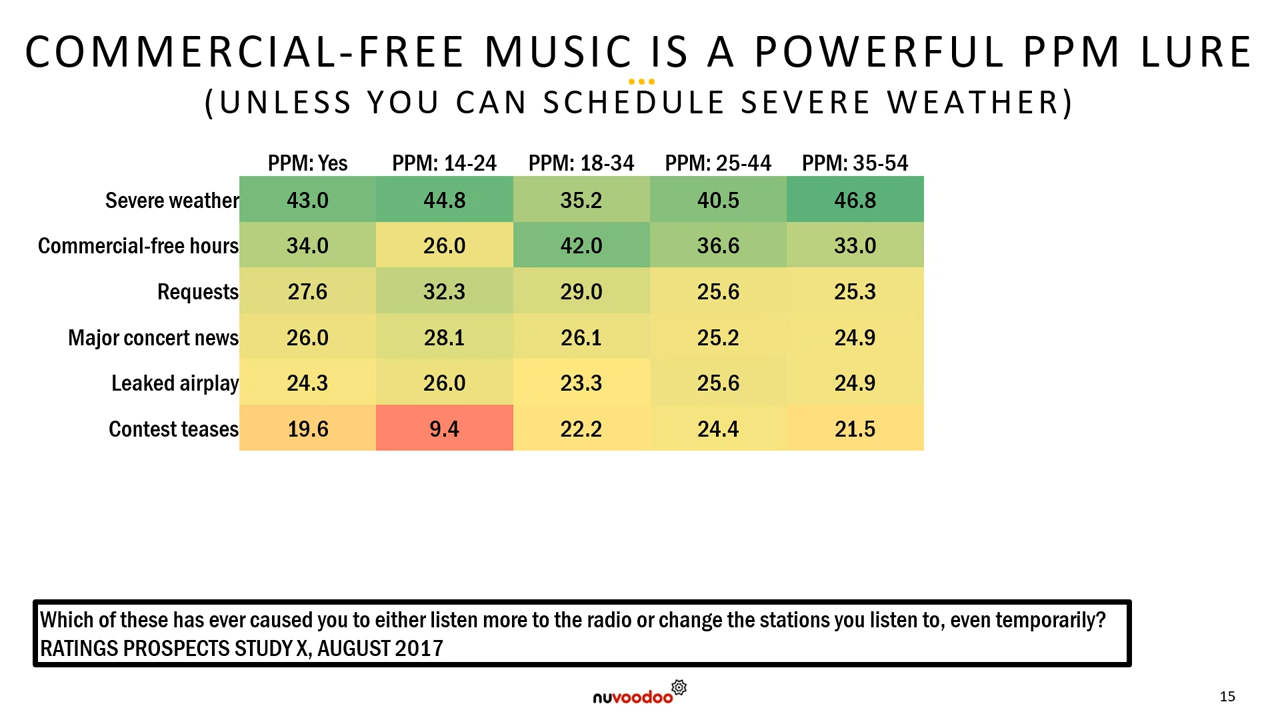 COMMERCIAL-FREE MUSIC IS A POWERFUL PPM LURE
(UNLESS YOU CAN SCHEDULE SEVERE WEATHER)
PPM: Yes PPM: 14-24 PPM: 18-34 PPM: 25-44 PPM: 35-54
Severe weather 43.0 44.8 35.2 40.5 46.8
Commercial-free hours 34.0 26.0 42.0 36.6 33.0
Requests 27.6 32.3 29.0 25.6 25.3
Major concert news 26.0 28.1 26.1 25.2 24.9
Leaked airplay 24.3 26.0 23.3 25.6 24.9
Contest teases 19.6 9.4 22.2 24.4 21.5
Which of these has ever caused you to either listen more to the radio or change the stations you listen to, even temporarily?
RATINGS PROSPECTS STUDY X, AUGUST 2017
nuvoodoo
15